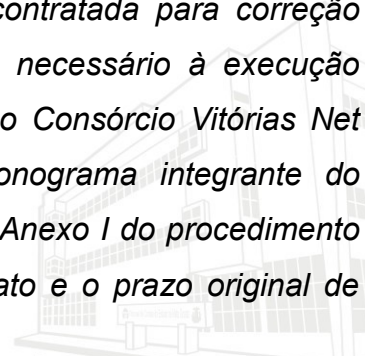 contratada para correção
necessário à execução
o Consórcio Vitórias Net
onograma integrante do
Anexo I do procedimento
ato e o prazo original de